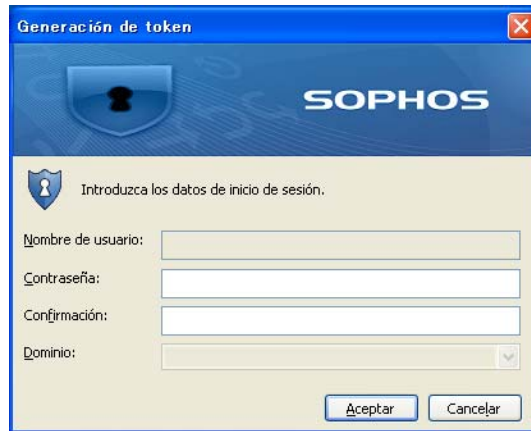 Generación de token
SOPHOS
Introduzca los datos de inicio de sesión.
Nombre de usuario:
Contraseña:
Confirmación:
Dominio:
Aceptar
Cancelar